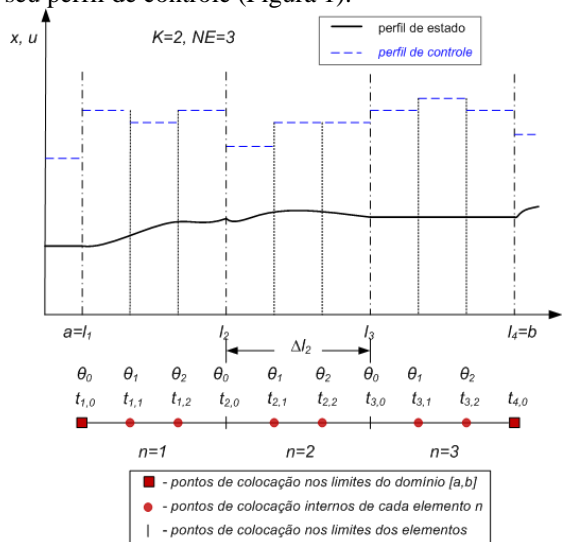 seu perfil de controle (Figura 1).
x, u
K=2, NE=3
perfil de estado
perfil de controle
a=l₁ l₂ l₃ l₄=b
Δl₂
θ₀ θ₁ θ₂ θ₀ θ₁ θ₂ θ₀ θ₁ θ₂
t₁,₀ t₁,₁ t₁,₂ t₂,₀ t₂,₁ t₂,₂ t₃,₀ t₃,₁ t₃,₂ t₄,₀
n=1 n=2 n=3
- pontos de colocação nos limites do domínio [a,b]
- pontos de colocação internos de cada elemento n
- pontos de colocação nos limites dos elementos